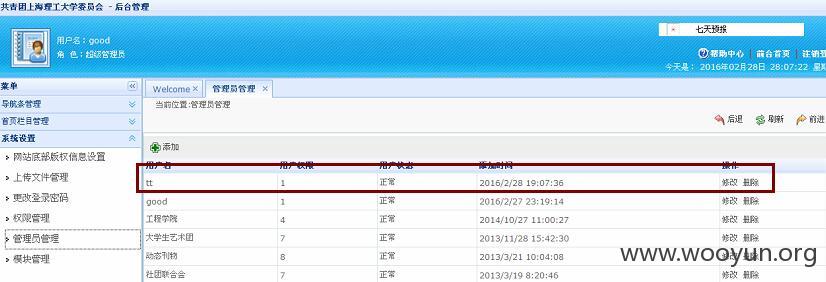 共青团上海理工大学委员会 - 后台管理
用户名：good
角 色：超级管理员
七天预报
帮助中心 | 前台首页 | 注销登
今天是： 2016年02月28日 28:07:22 星期
菜单
导航条管理
首页栏目管理
系统设置
网站底部版权信息设置
上传文件管理
更改登录密码
权限管理
管理员管理
模块管理
Welcome 管理员管理
当前位置:管理员管理
后退 刷新 前进
添加
用户名 用户权限 用户状态 添加时间 操作
tt 1 正常 2016/2/28 19:07:36 修改 删除
good 1 正常 2016/2/27 23:19:14 修改 删除
工程学院 4 正常 2014/10/27 11:00:27 修改 删除
大学生艺术团 7 正常 2013/11/28 15:42:30 修改 删除
动态刊物 8 正常 2013/3/21 10:04:08 修改 删除
社团联合会 7 正常 2013/3/19 8:20:46 修改 删除
www.wooyun.org